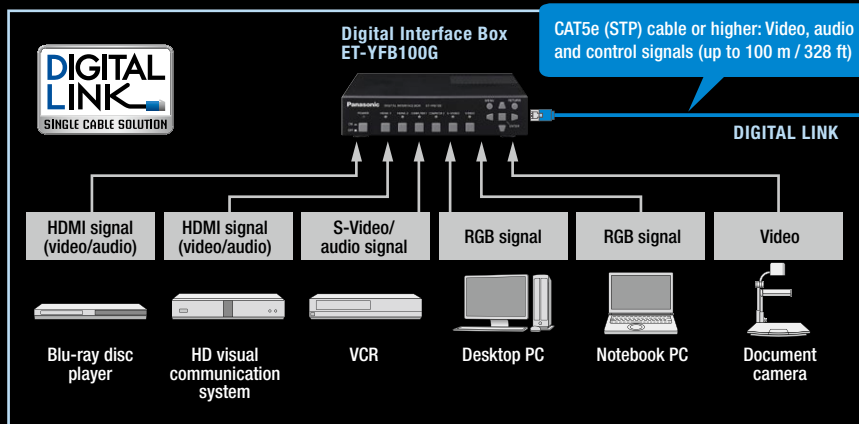 Digital Interface Box
ET-YFB100G
CAT5e (STP) cable or higher: Video, audio
and control signals (up to 100 m / 328 ft)
DIGITAL
LINK
SINGLE CABLE SOLUTION
Panasonic
MENU
RETURN
ENTER
DIGITAL LINK
HDMI signal
(video/audio)
HDMI signal
(video/audio)
S-Video/
audio signal
RGB signal
RGB signal
Video
Blu-ray disc
player
HD visual
communication
system
VCR
Desktop PC
Notebook PC
Document
camera